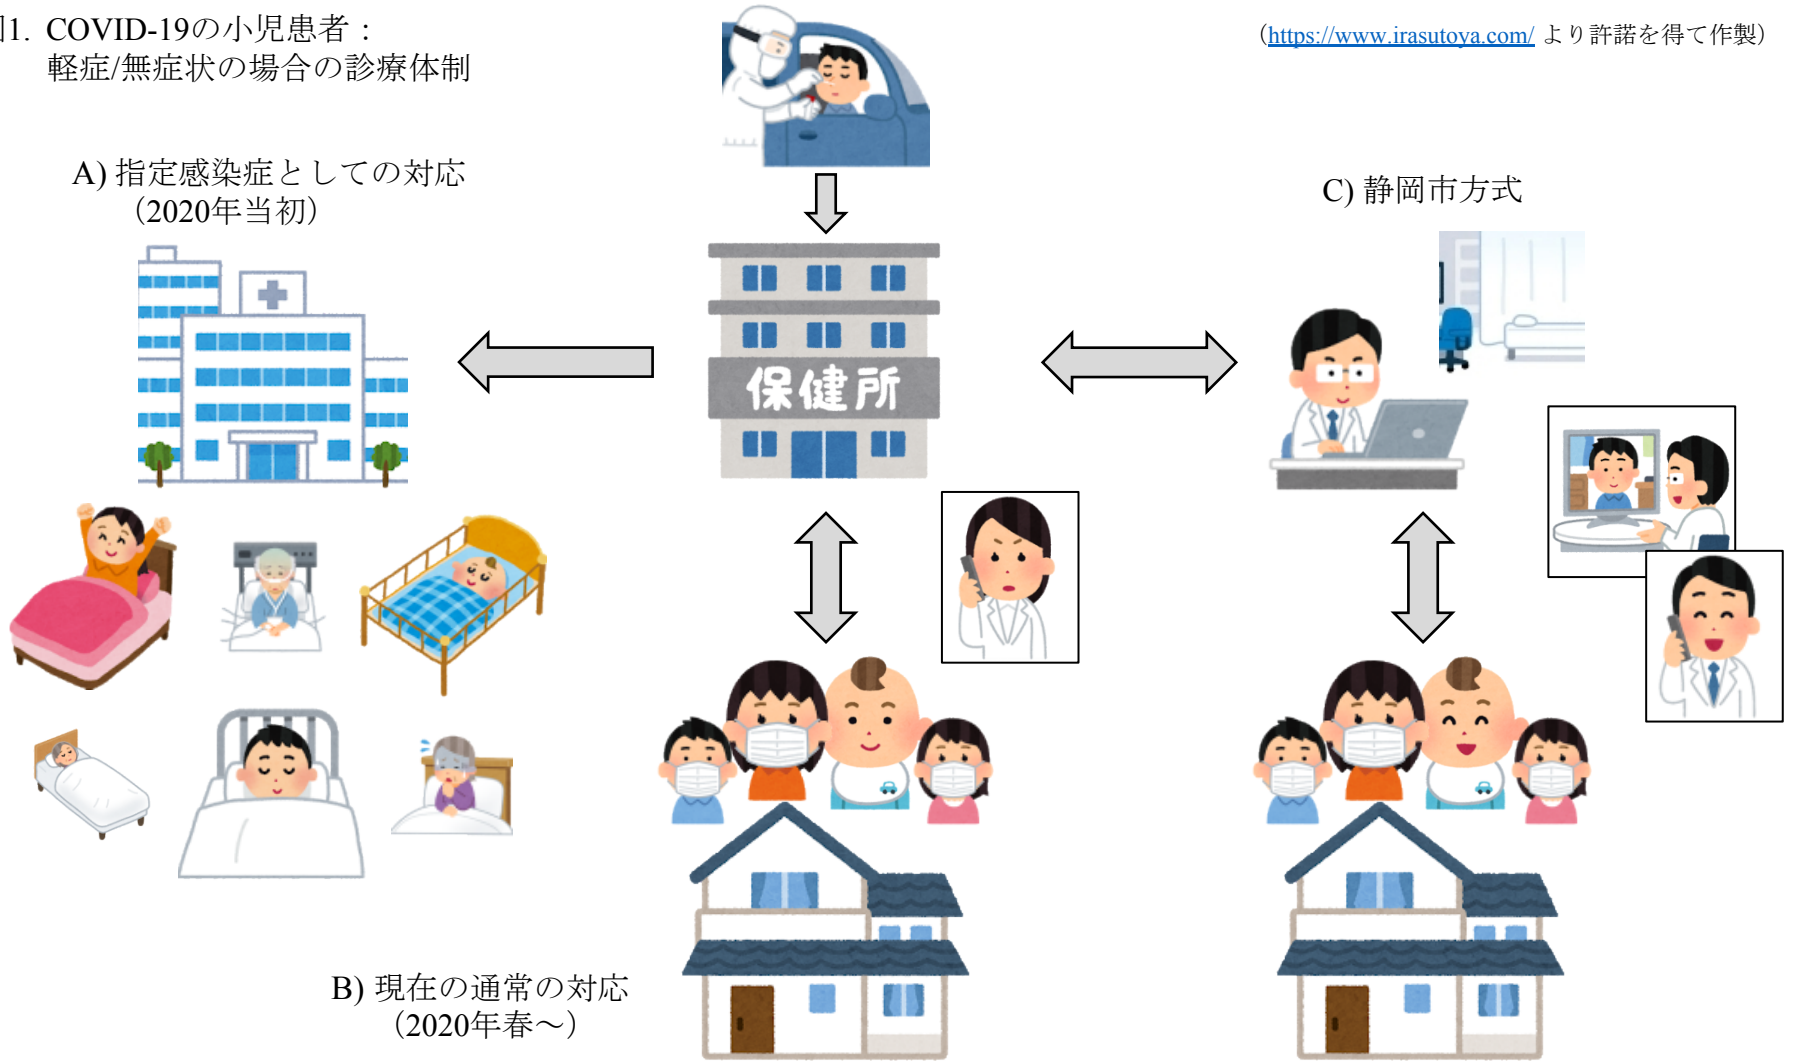 1. COVID-19の小児患者：
軽症/無症状の場合の診療体制
（https://www.irasutoya.com/ より許諾を得て作製）
A) 指定感染症としての対応
（2020年当初）
C) 静岡市方式
保健所
B) 現在の通常の対応
（2020年春～）